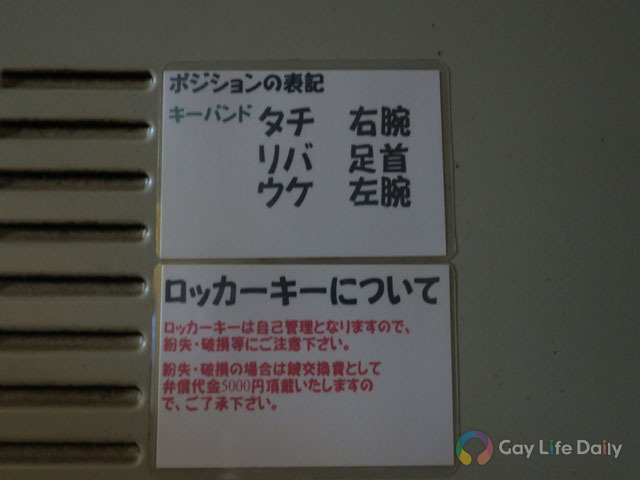 ポジションの表記
キーバンド タチ 右腕
リバ 足首
ウケ 左腕
ロッカーキーについて
ロッカーキーは自己管理となりますので、
紛失・破損等にご注意下さい。
紛失・破損の場合は鍵交換費として
弁償代金5000円頂戴いたしますの
で、ご了承下さい。
Gay Life Daily